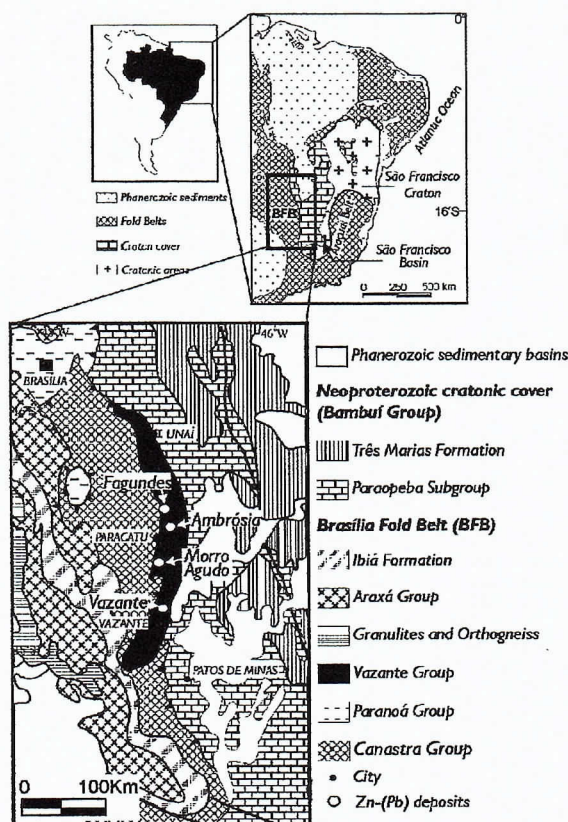 0°
Atlantic Ocean
São Francisco
Craton
16°S
BFB
São Francisco
Basin
0 250 500 km
Phanerozoic sediments
Fold Belts
Craton cover
Cratonic areas
46°W
BRASÍLIA
UNAÍ
Fagundes
Ambrósia
PARACATU
Morro
Agudo
Vazante
VAZANTE
PATOS DE MINAS
0 100Km
Phanerozoic sedimentary basins
Neoproterozoic cratonic cover
(Bambuí Group)
Três Marias Formation
Paraopeba Subgroup
Brasília Fold Belt (BFB)
Ibiá Formation
Araxá Group
Granulites and Orthogneiss
Vazante Group
Paranoá Group
Canastra Group
City
Zn-(Pb) deposits